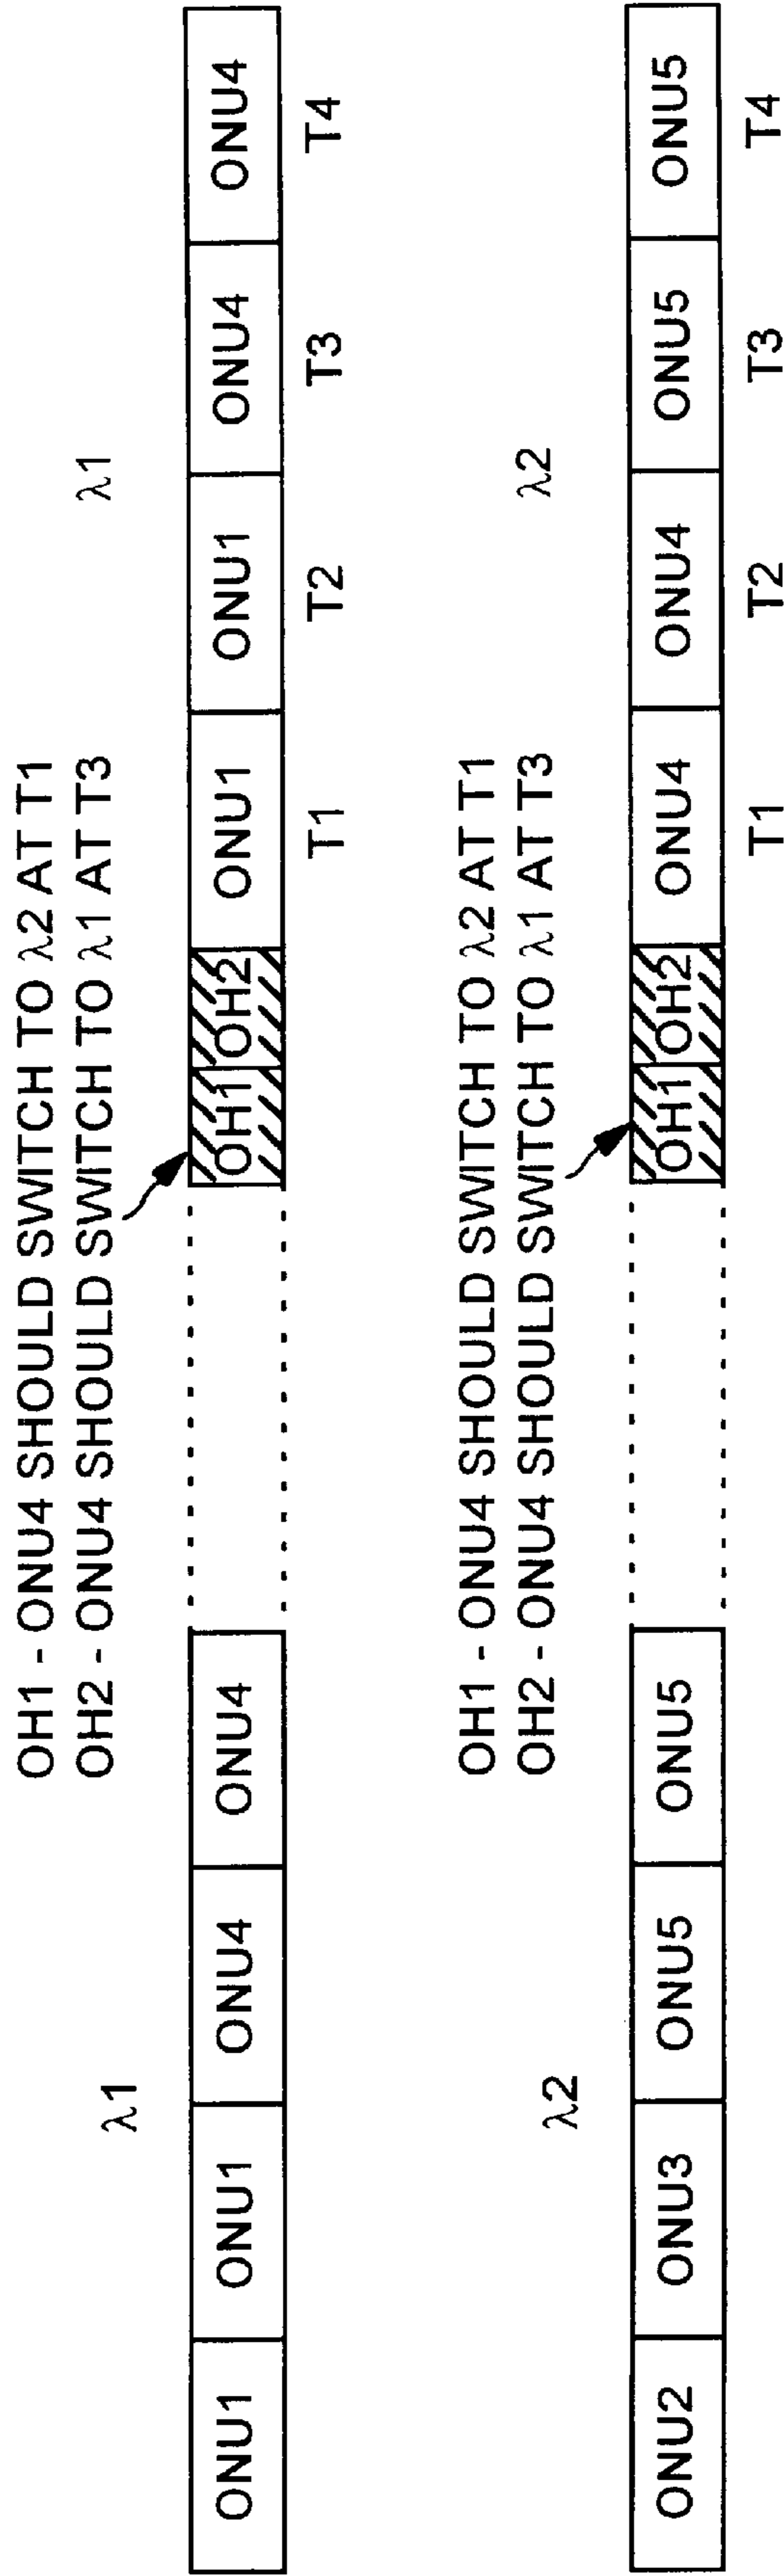 OH1 - ONU4 SHOULD SWITCH TO λ2 AT T1
OH2 - ONU4 SHOULD SWITCH TO λ1 AT T3
λ1 λ1
ONU1 ONU1 ONU4 ONU4 OH1 OH2 ONU1 ONU1 ONU4 ONU4
T1 T2 T3 T4
OH1 - ONU4 SHOULD SWITCH TO λ2 AT T1
OH2 - ONU4 SHOULD SWITCH TO λ1 AT T3
λ2 λ2
ONU2 ONU3 ONU5 ONU5 OH1 OH2 ONU4 ONU4 ONU5 ONU5
T1 T2 T3 T4